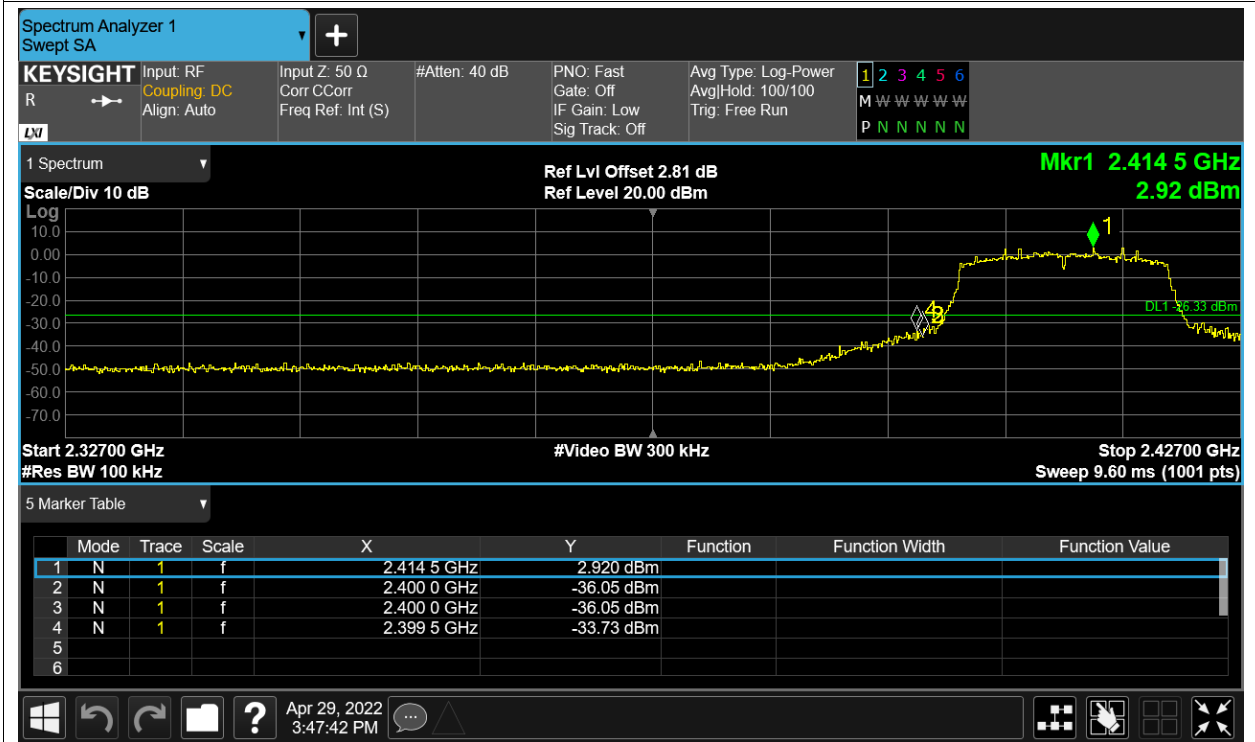 Spectrum Analyzer 1
Swept SA
KEYSIGHT
R
LXI
Input: RF
Coupling: DC
Align: Auto
Input Z: 50 Ω
Corr CCorr
Freq Ref: Int (S)
#Atten: 40 dB
PNO: Fast
Gate: Off
IF Gain: Low
Sig Track: Off
Avg Type: Log-Power
Avg|Hold: 100/100
Trig: Free Run
1 2 3 4 5 6
M W W W W W
P N N N N N
1 Spectrum
Scale/Div 10 dB
Ref Lvl Offset 2.81 dB
Ref Level 20.00 dBm
Mkr1 2.414 5 GHz
2.92 dBm
Log
10.0
0.00
-10.0
-20.0
-30.0
-40.0
-50.0
-60.0
-70.0
1
DL1 -26.33 dBm
Start 2.32700 GHz
#Res BW 100 kHz
#Video BW 300 kHz
Stop 2.42700 GHz
Sweep 9.60 ms (1001 pts)
5 Marker Table
Mode Trace Scale X Y Function Function Width Function Value
1 N 1 f 2.414 5 GHz 2.920 dBm
2 N 1 f 2.400 0 GHz -36.05 dBm
3 N 1 f 2.400 0 GHz -36.05 dBm
4 N 1 f 2.399 5 GHz -33.73 dBm
5
6
?
Apr 29, 2022
3:47:42 PM